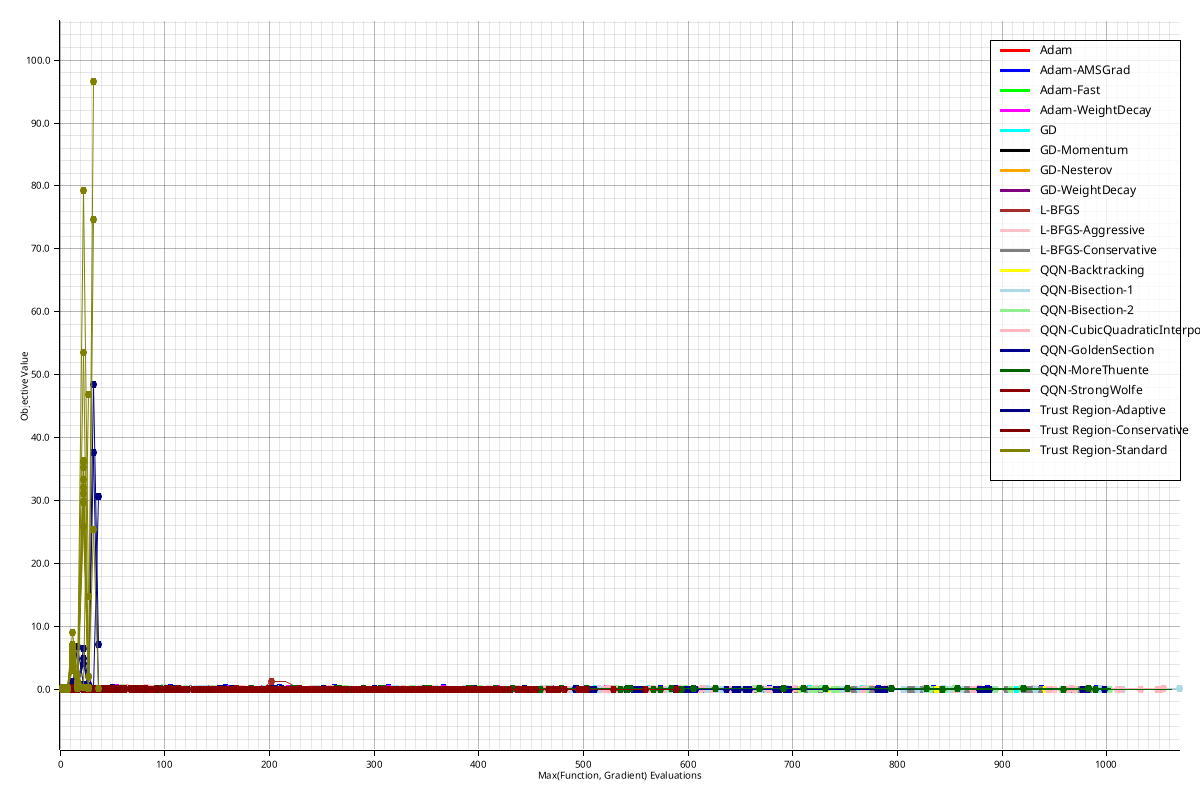 100.0
90.0
80.0
70.0
60.0
50.0
40.0
30.0
20.0
10.0
0.0
Objective Value
0
100
200
300
400
500
600
700
800
900
1000
Max(Function, Gradient) Evaluations
Adam
Adam-AMSGrad
Adam-Fast
Adam-WeightDecay
GD
GD-Momentum
GD-Nesterov
GD-WeightDecay
L-BFGS
L-BFGS-Aggressive
L-BFGS-Conservative
QQN-Backtracking
QQN-Bisection-1
QQN-Bisection-2
QQN-CubicQuadraticInterpo
QQN-GoldenSection
QQN-MoreThuente
QQN-StrongWolfe
Trust Region-Adaptive
Trust Region-Conservative
Trust Region-Standard